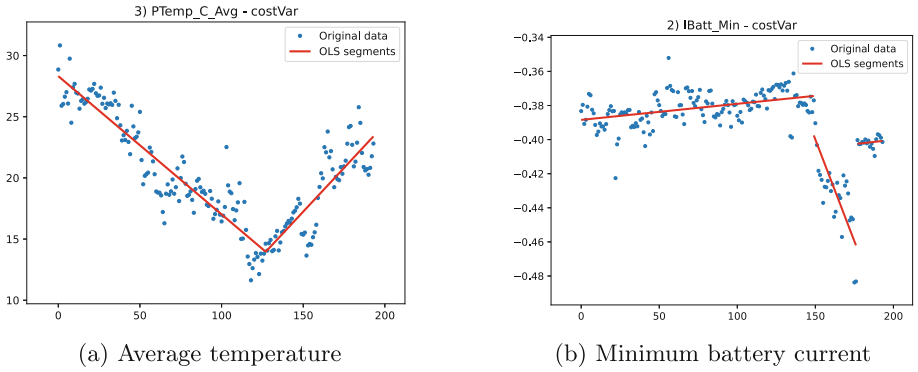 3) PTemp_C_Avg - costVar
Original data
OLS segments
30
25
20
15
10
0
50
100
150
200
(a) Average temperature
2) IBatt_Min - costVar
Original data
OLS segments
−0.34
−0.36
−0.38
−0.40
−0.42
−0.44
−0.46
−0.48
0
50
100
150
200
(b) Minimum battery current